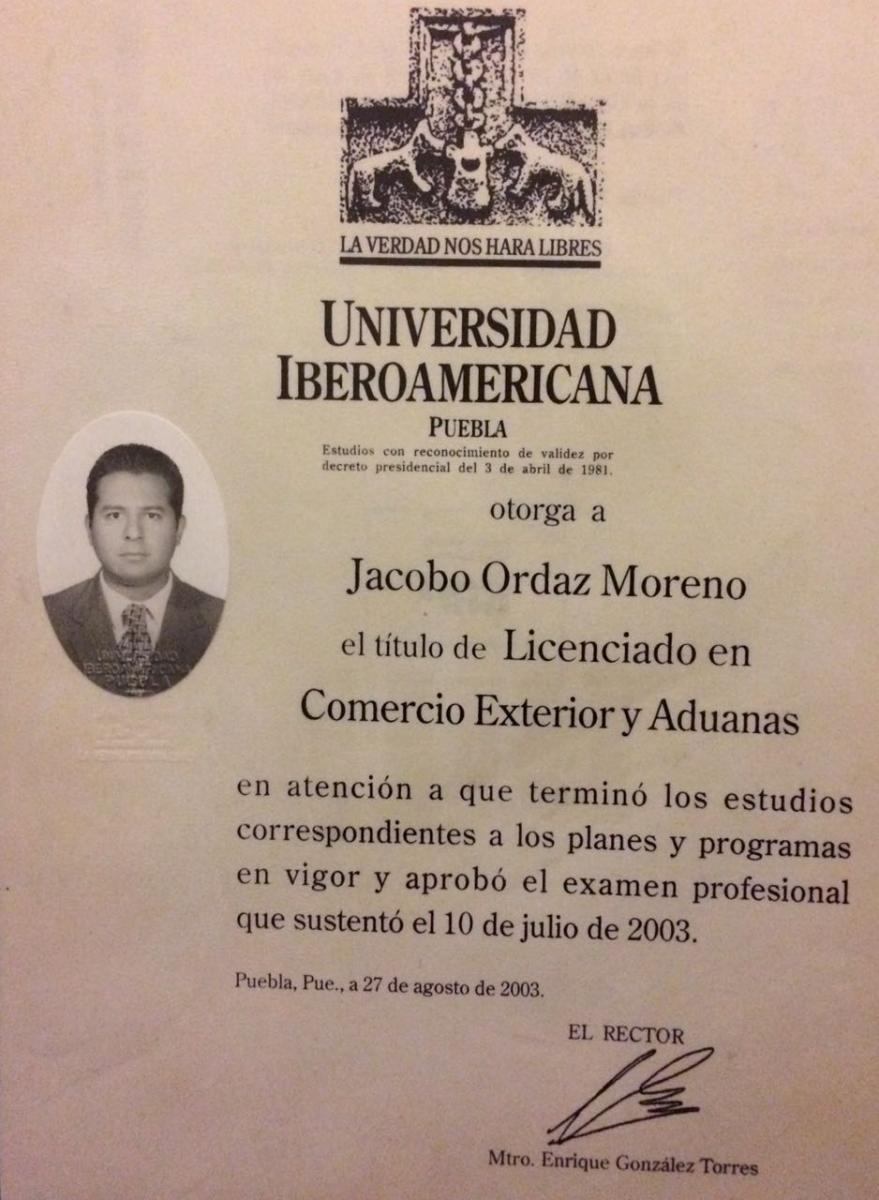 LA VERDAD NOS HARA LIBRES
UNIVERSIDAD
IBEROAMERICANA
PUEBLA
Estudios con reconocimiento de validez por
decreto presidencial del 3 de abril de 1981.
otorga a
Jacobo Ordaz Moreno
el título de Licenciado en
Comercio Exterior y Aduanas
UNIVERSIDAD
IBEROAMERICANA
PUEBLA
en atención a que terminó los estudios
correspondientes a los planes y programas
en vigor y aprobó el examen profesional
que sustentó el 10 de julio de 2003.
Puebla, Pue., a 27 de agosto de 2003.
EL RECTOR
Mtro. Enrique González Torres